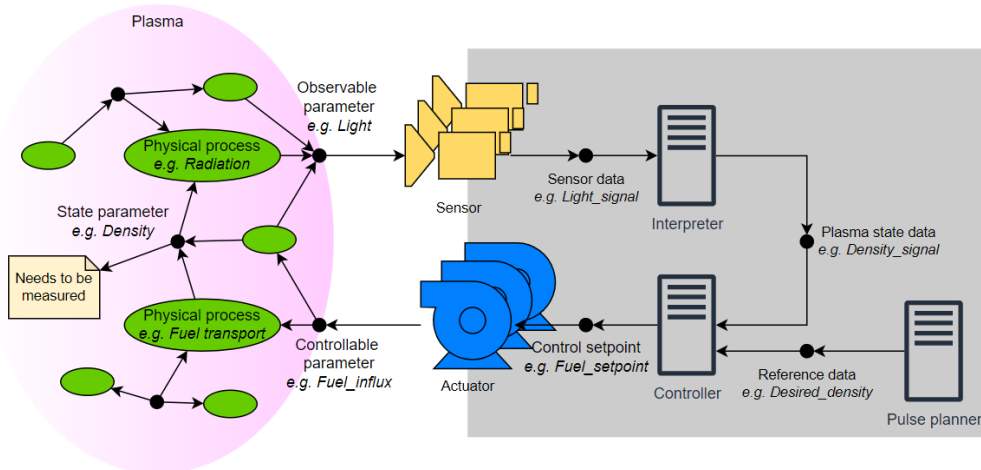 Plasma
Observable
parameter
e.g. Light
Physical process
e.g. Radiation
State parameter
e.g. Density
Needs to be
measured
Physical process
e.g. Fuel transport
Controllable
parameter
e.g. Fuel_influx
Sensor
Sensor data
e.g. Light_signal
Interpreter
Plasma state data
e.g. Density_signal
Actuator
Control setpoint
e.g. Fuel_setpoint
Controller
Reference data
e.g. Desired_density
Pulse planner